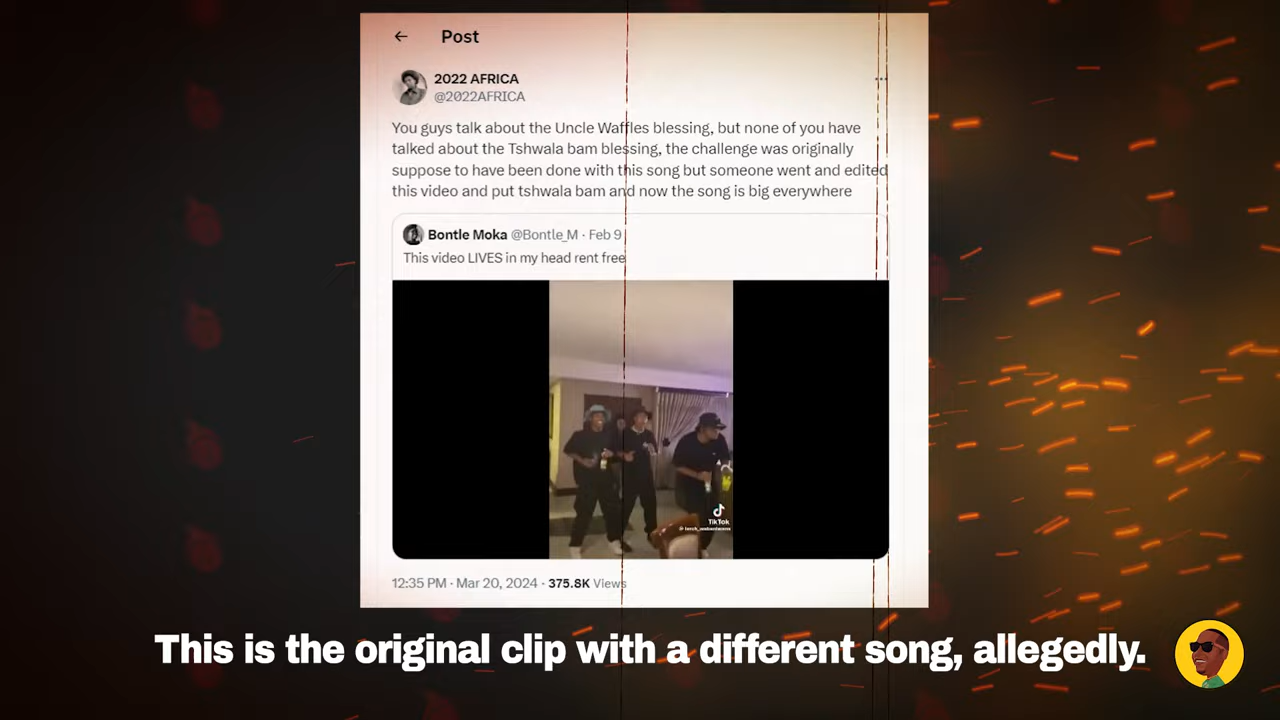 Post
2022 AFRICA
@2022AFRICA
You guys talk about the Uncle Waffles blessing, but none of you have
talked about the Tshwala bam blessing, the challenge was originally
suppose to have been done with this song but someone went and edited
this video and put tshwala bam and now the song is big everywhere
Bontle Moka @Bontle_M · Feb 9
This video LIVES in my head rent free
TikTok
12:35 PM · Mar 20, 2024 · 375.8K Views
This is the original clip with a different song, allegedly.